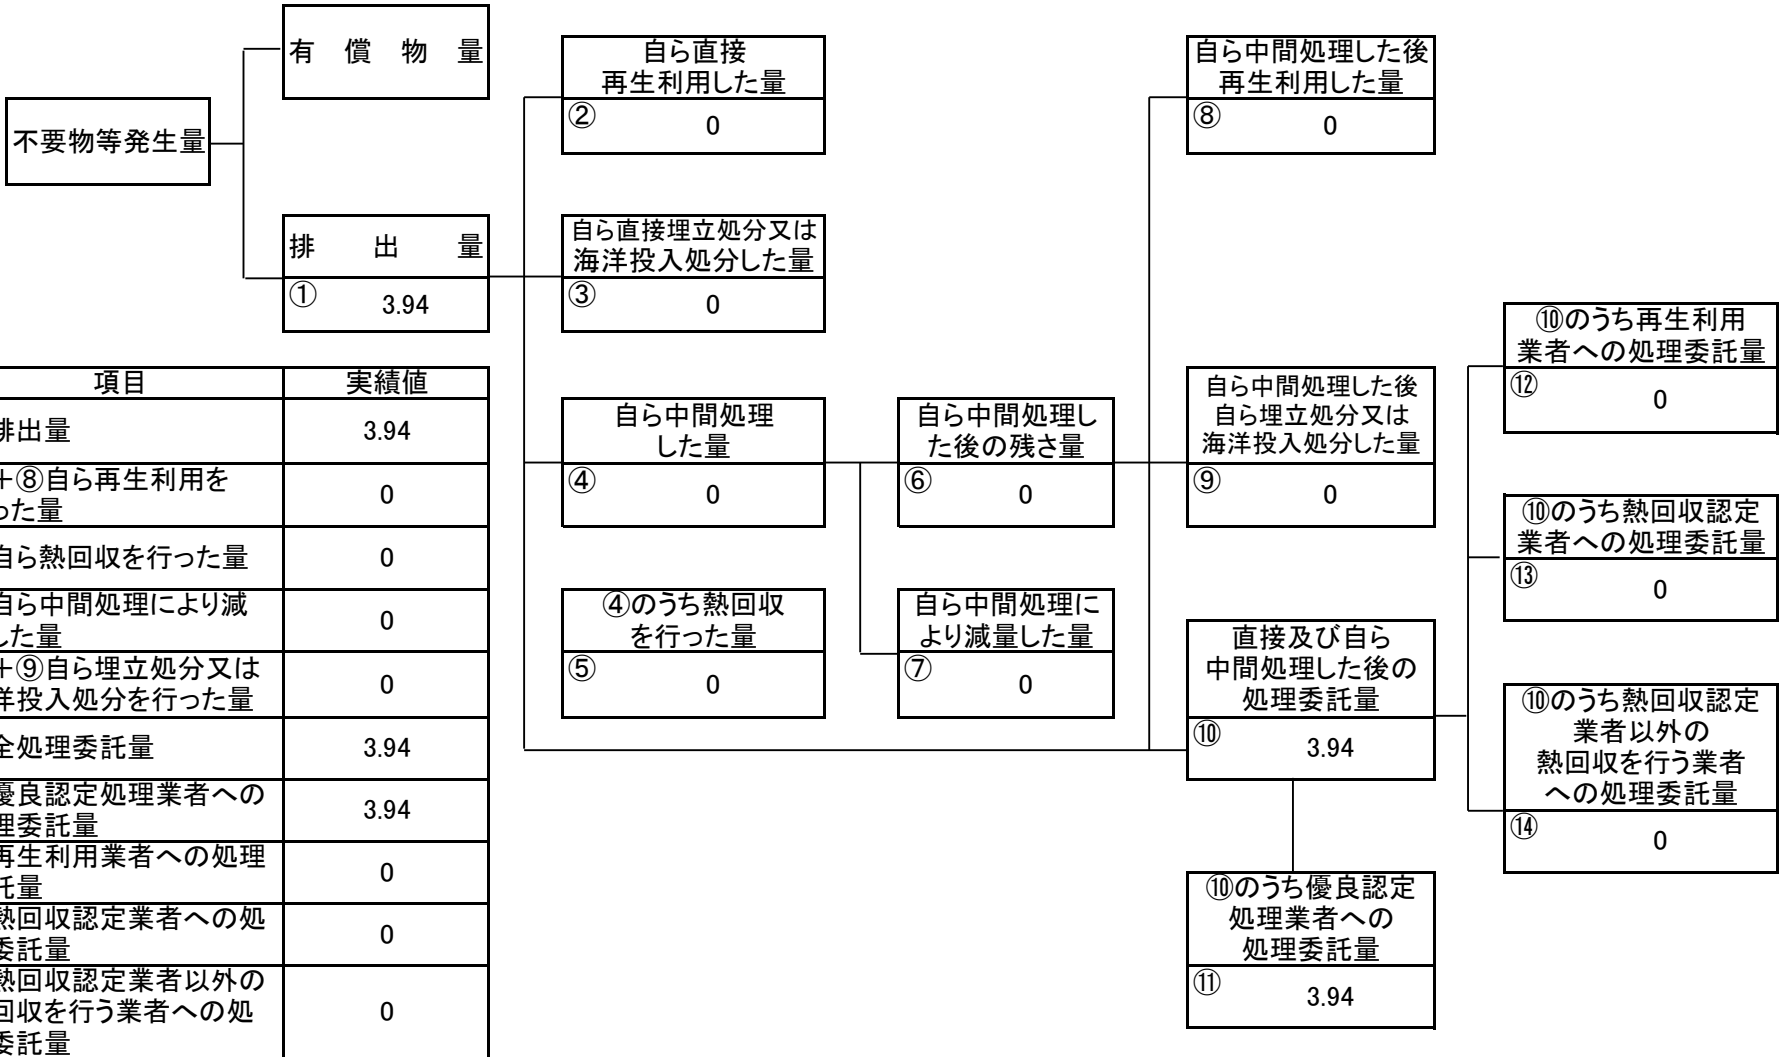 有償物量
不要物等発生量
排出量
①
3.94
自ら直接
再生利用した量
②
0
自ら直接埋立処分又は
海洋投入処分した量
③
0
自ら中間処理
した量
④
0
④のうち熱回収
を行った量
⑤
0
自ら中間処理し
た後の残さ量
⑥
0
自ら中間処理に
より減量した量
⑦
0
自ら中間処理した後
再生利用した量
⑧
0
自ら中間処理した後
自ら埋立処分又は
海洋投入処分した量
⑨
0
直接及び自ら
中間処理した後の
処理委託量
⑩
3.94
⑩のうち優良認定
処理業者への
処理委託量
⑪
3.94
⑩のうち再生利用
業者への処理委託量
⑫
0
⑩のうち熱回収認定
業者への処理委託量
⑬
0
⑩のうち熱回収認定
業者以外の
熱回収を行う業者
への処理委託量
⑭
0
項目
実績値
排出量
3.94
+⑧自ら再生利用を
った量
0
自ら熱回収を行った量
0
自ら中間処理により減
した量
0
+⑨自ら埋立処分又は
洋投入処分を行った量
0
全処理委託量
3.94
優良認定処理業者への
理委託量
3.94
再生利用業者への処理
託量
0
熱回収認定業者への処
委託量
0
熱回収認定業者以外の
回収を行う業者への処
委託量
0